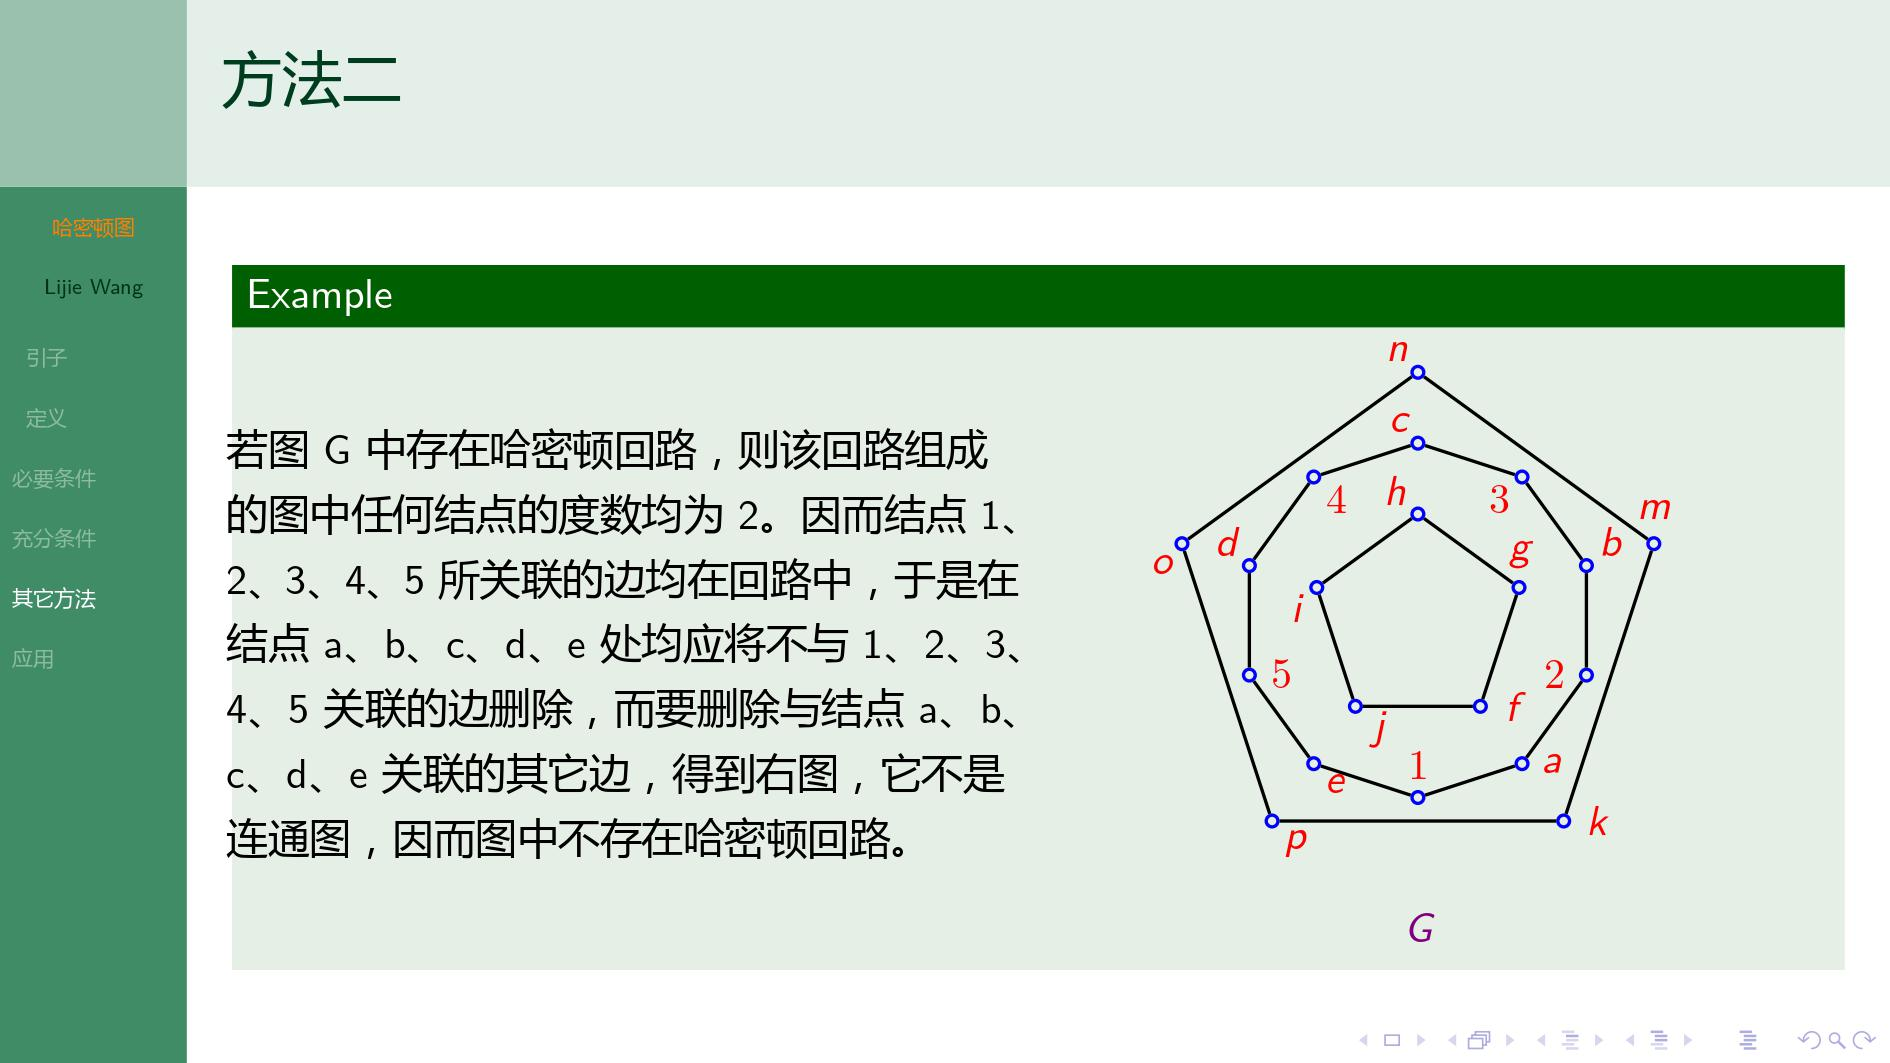 方法二
哈密顿图
Lijie Wang
引子
定义
必要条件
充分条件
其它方法
应用
Example
若图 G 中存在哈密顿回路，则该回路组成
的图中任何结点的度数均为 2。因而结点 1、
2、3、4、5 所关联的边均在回路中，于是在
结点 a、b、c、d、e 处均应将不与 1、2、3、
4、5 关联的边删除，而要删除与结点 a、b、
c、d、e 关联的其它边，得到右图，它不是
连通图，因而图中不存在哈密顿回路。
n
c
4
h
3
m
o
d
g
b
i
5
2
j
f
e
1
a
p
k
G